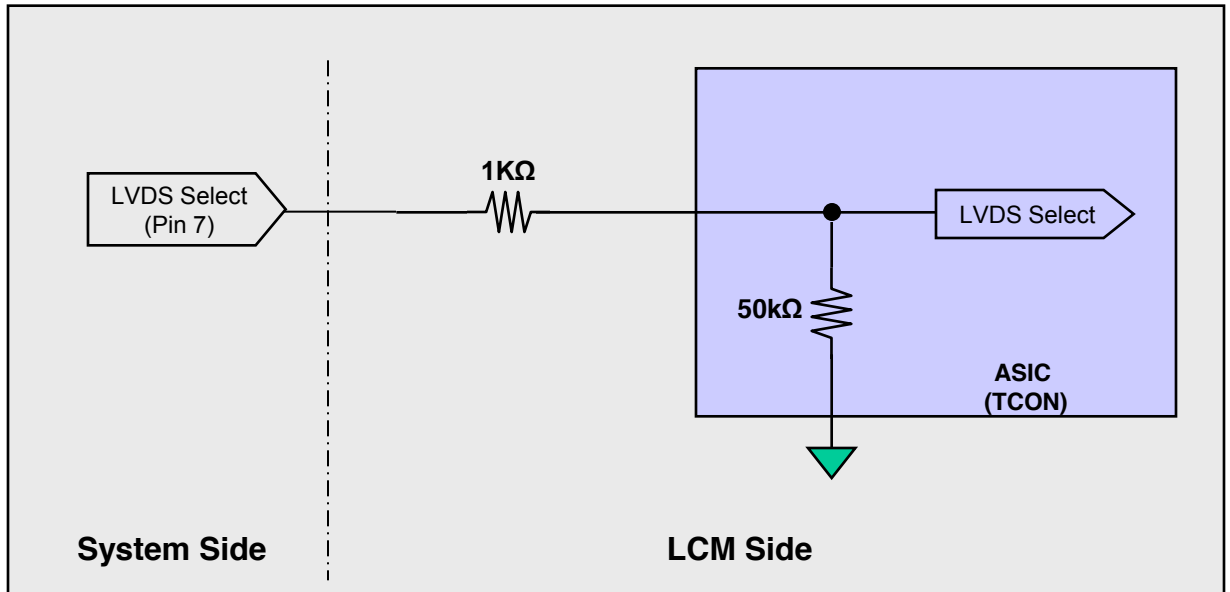 1KΩ
LVDS Select
(Pin 7)
LVDS Select
50kΩ
ASIC
(TCON)
System Side
LCM Side